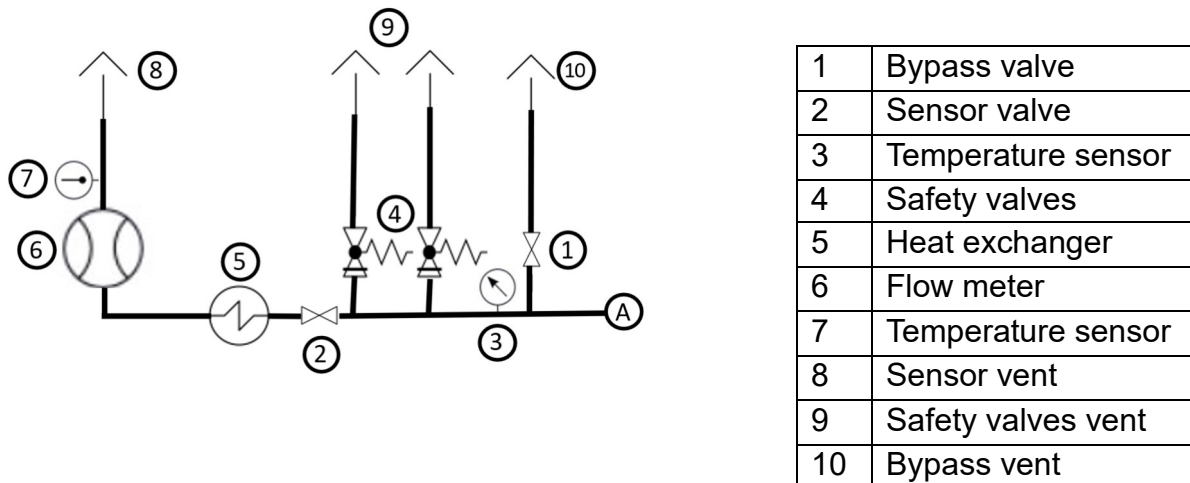 9
8
10
7
4
6
5
1
A
2
3
1 Bypass valve
2 Sensor valve
3 Temperature sensor
4 Safety valves
5 Heat exchanger
6 Flow meter
7 Temperature sensor
8 Sensor vent
9 Safety valves vent
10 Bypass vent